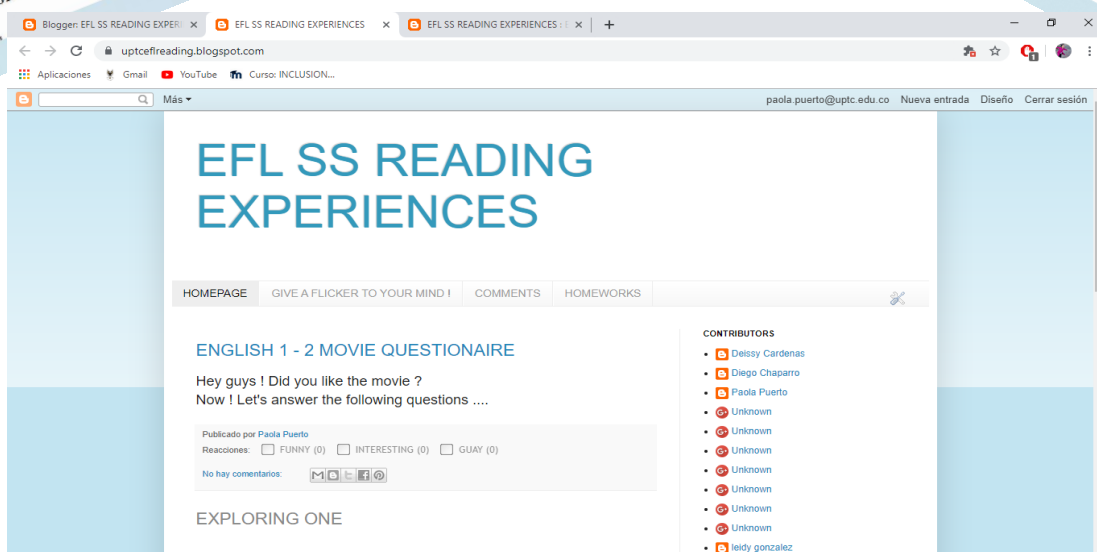 Blogger: EFL SS READING EXPER
EFL SS READING EXPERIENCES
EFL SS READING EXPERIENCES : E
uptceflreading.blogspot.com
Aplicaciones
Gmail
YouTube
Curso: INCLUSION...
Más
paola.puerto@uptc.edu.co
Nueva entrada
Diseño
Cerrar sesión
EFL SS READING
EXPERIENCES
HOMEPAGE
GIVE A FLICKER TO YOUR MIND !
COMMENTS
HOMEWORKS
ENGLISH 1 - 2 MOVIE QUESTIONAIRE
Hey guys ! Did you like the movie ?
Now ! Let's answer the following questions ....
Publicado por Paola Puerto
Reacciones: FUNNY (0) INTERESTING (0) GUAY (0)
No hay comentarios:
EXPLORING ONE
CONTRIBUTORS
Deissy Cardenas
Diego Chaparro
Paola Puerto
Unknown
Unknown
Unknown
Unknown
Unknown
Unknown
Unknown
leidy gonzalez